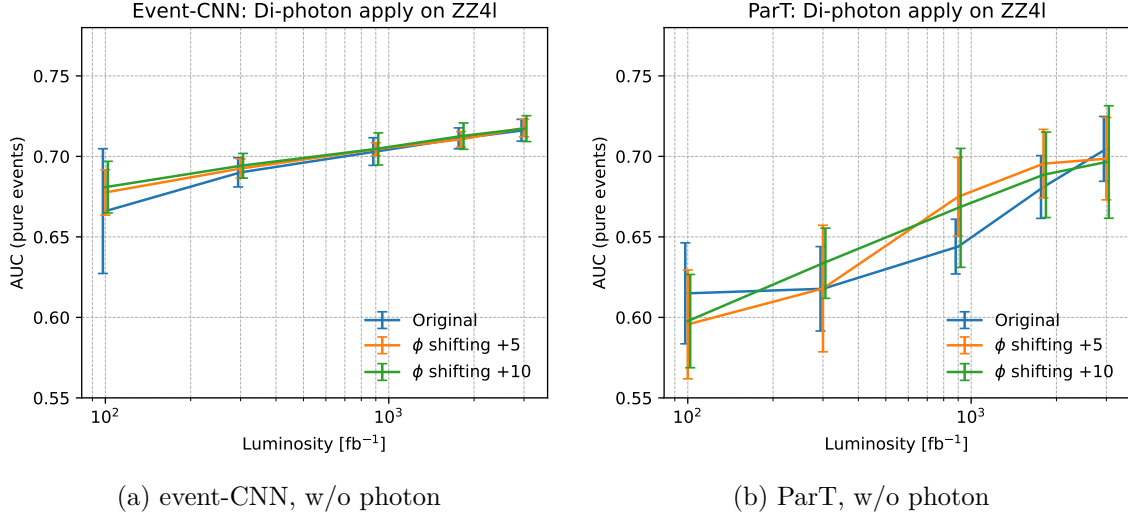 Event-CNN: Di-photon apply on ZZ4l
AUC (pure events)
0.75
0.70
0.65
0.60
0.55
Original
ϕ shifting +5
ϕ shifting +10
10²
10³
Luminosity [fb⁻¹]
(a) event-CNN, w/o photon
ParT: Di-photon apply on ZZ4l
AUC (pure events)
0.75
0.70
0.65
0.60
0.55
Original
ϕ shifting +5
ϕ shifting +10
10²
10³
Luminosity [fb⁻¹]
(b) ParT, w/o photon